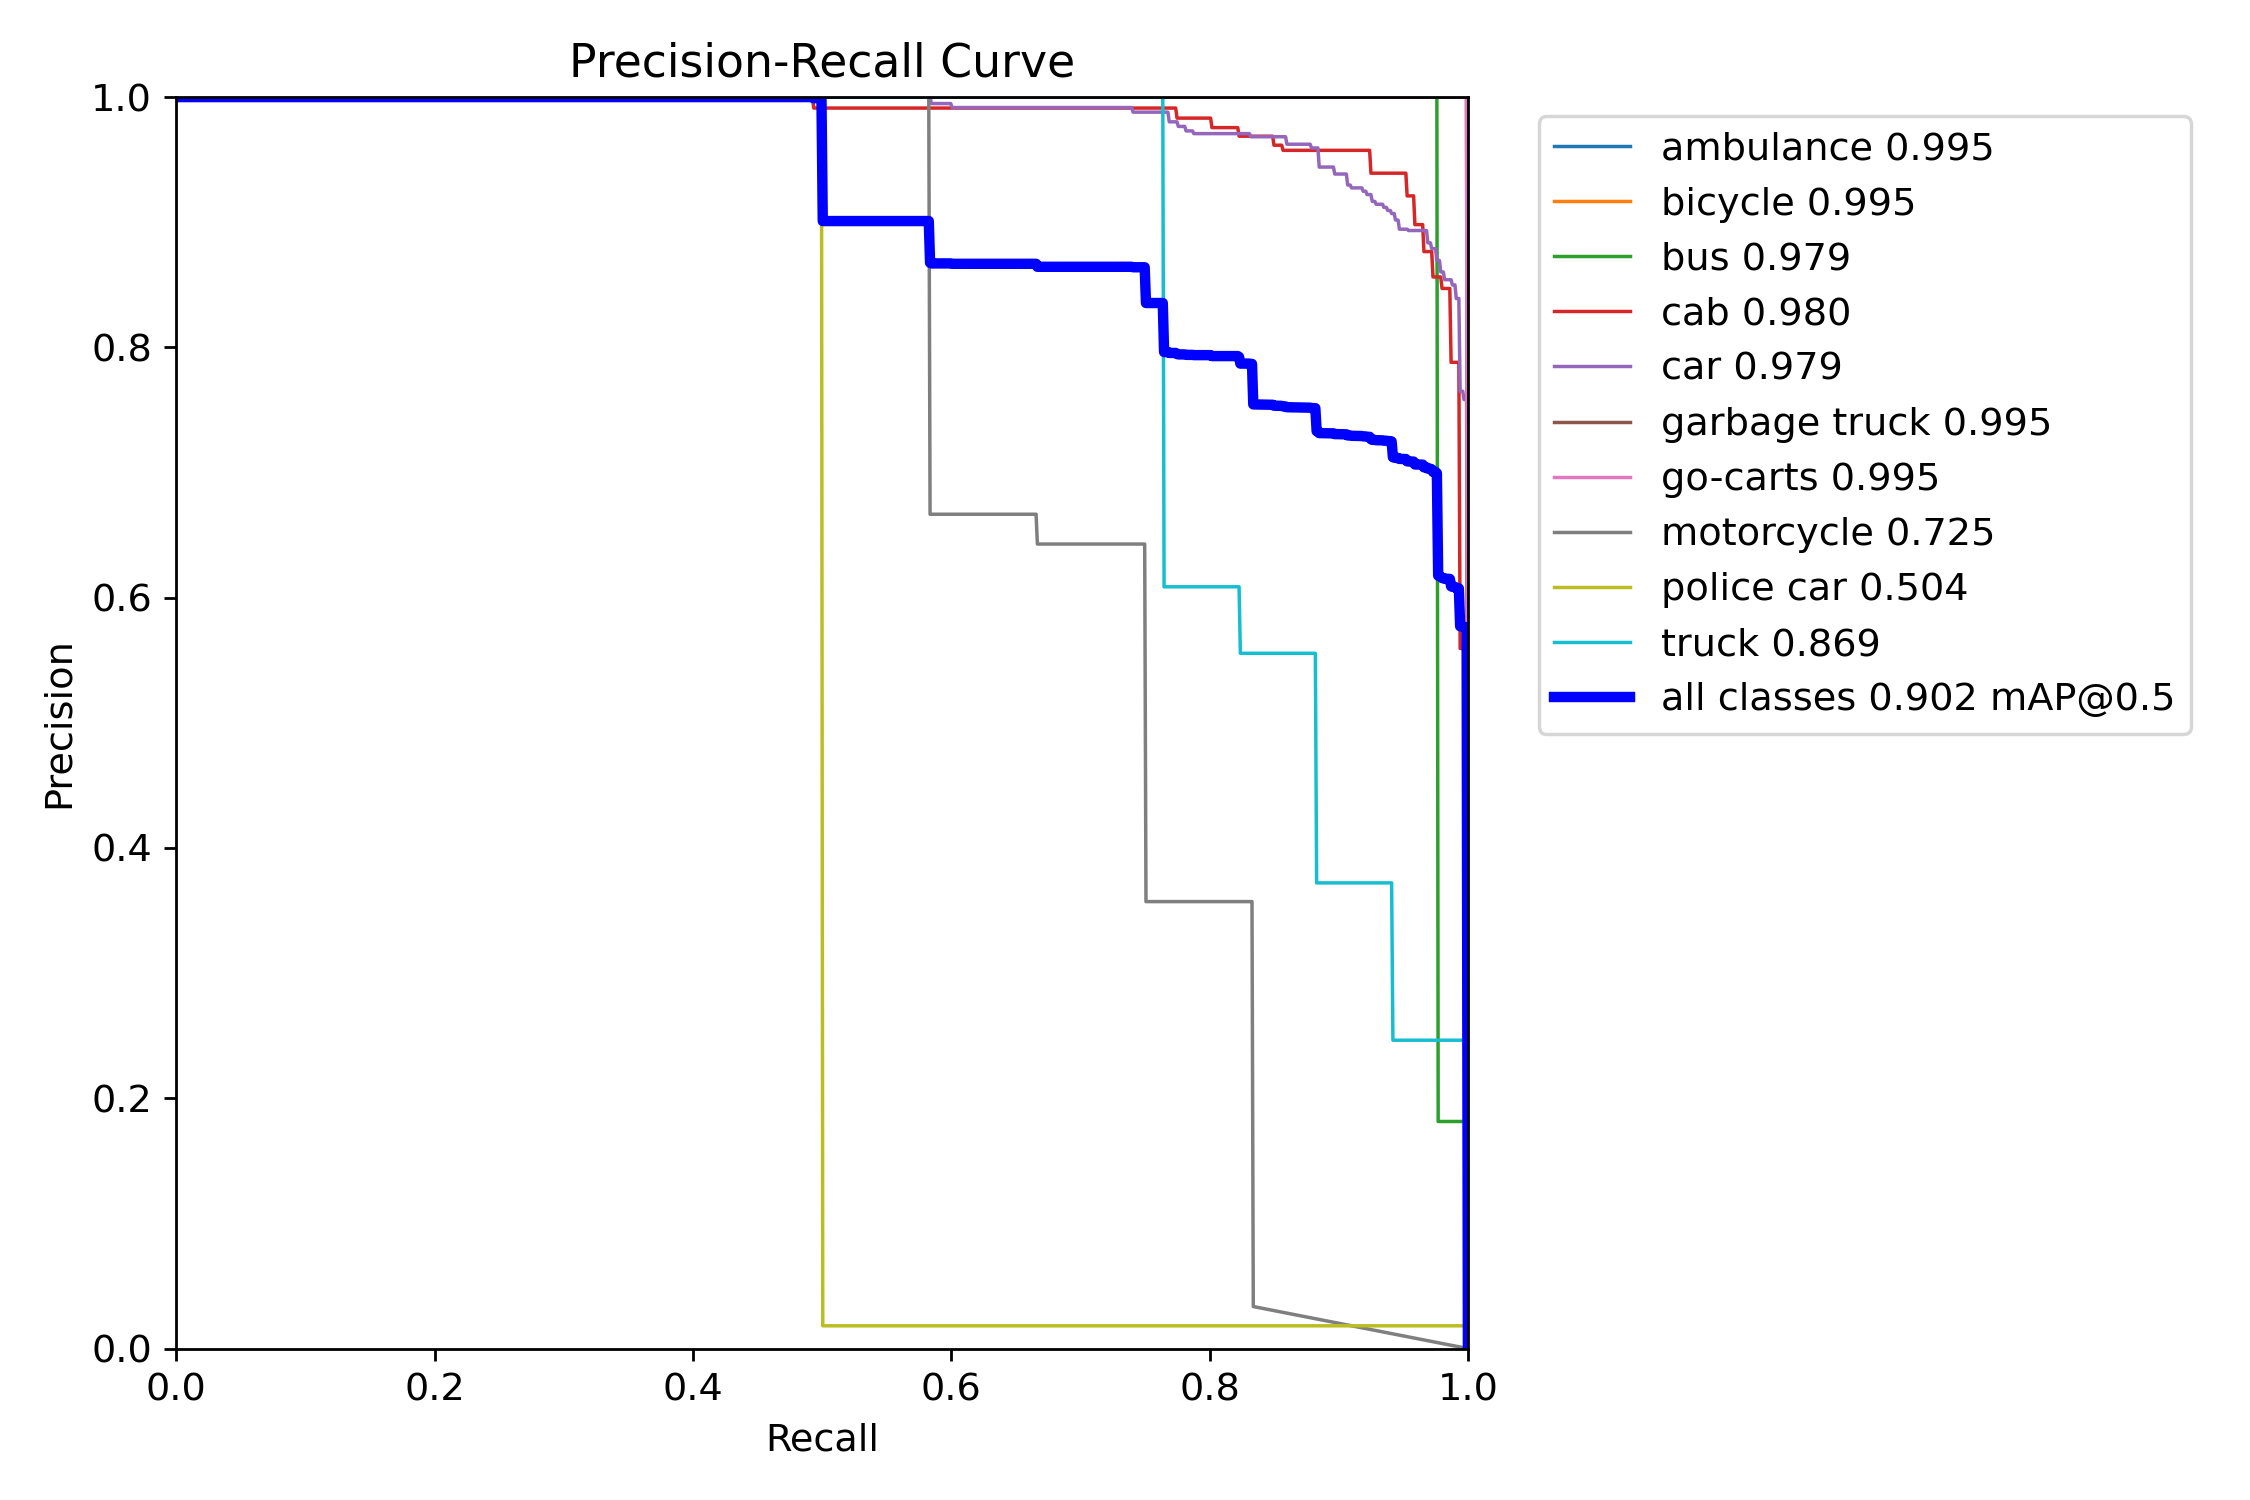 Precision-Recall Curve
1.0
0.8
0.6
0.4
0.2
0.0
Precision
0.0 0.2 0.4 0.6 0.8 1.0
Recall
ambulance 0.995
bicycle 0.995
bus 0.979
cab 0.980
car 0.979
garbage truck 0.995
go-carts 0.995
motorcycle 0.725
police car 0.504
truck 0.869
all classes 0.902 mAP@0.5